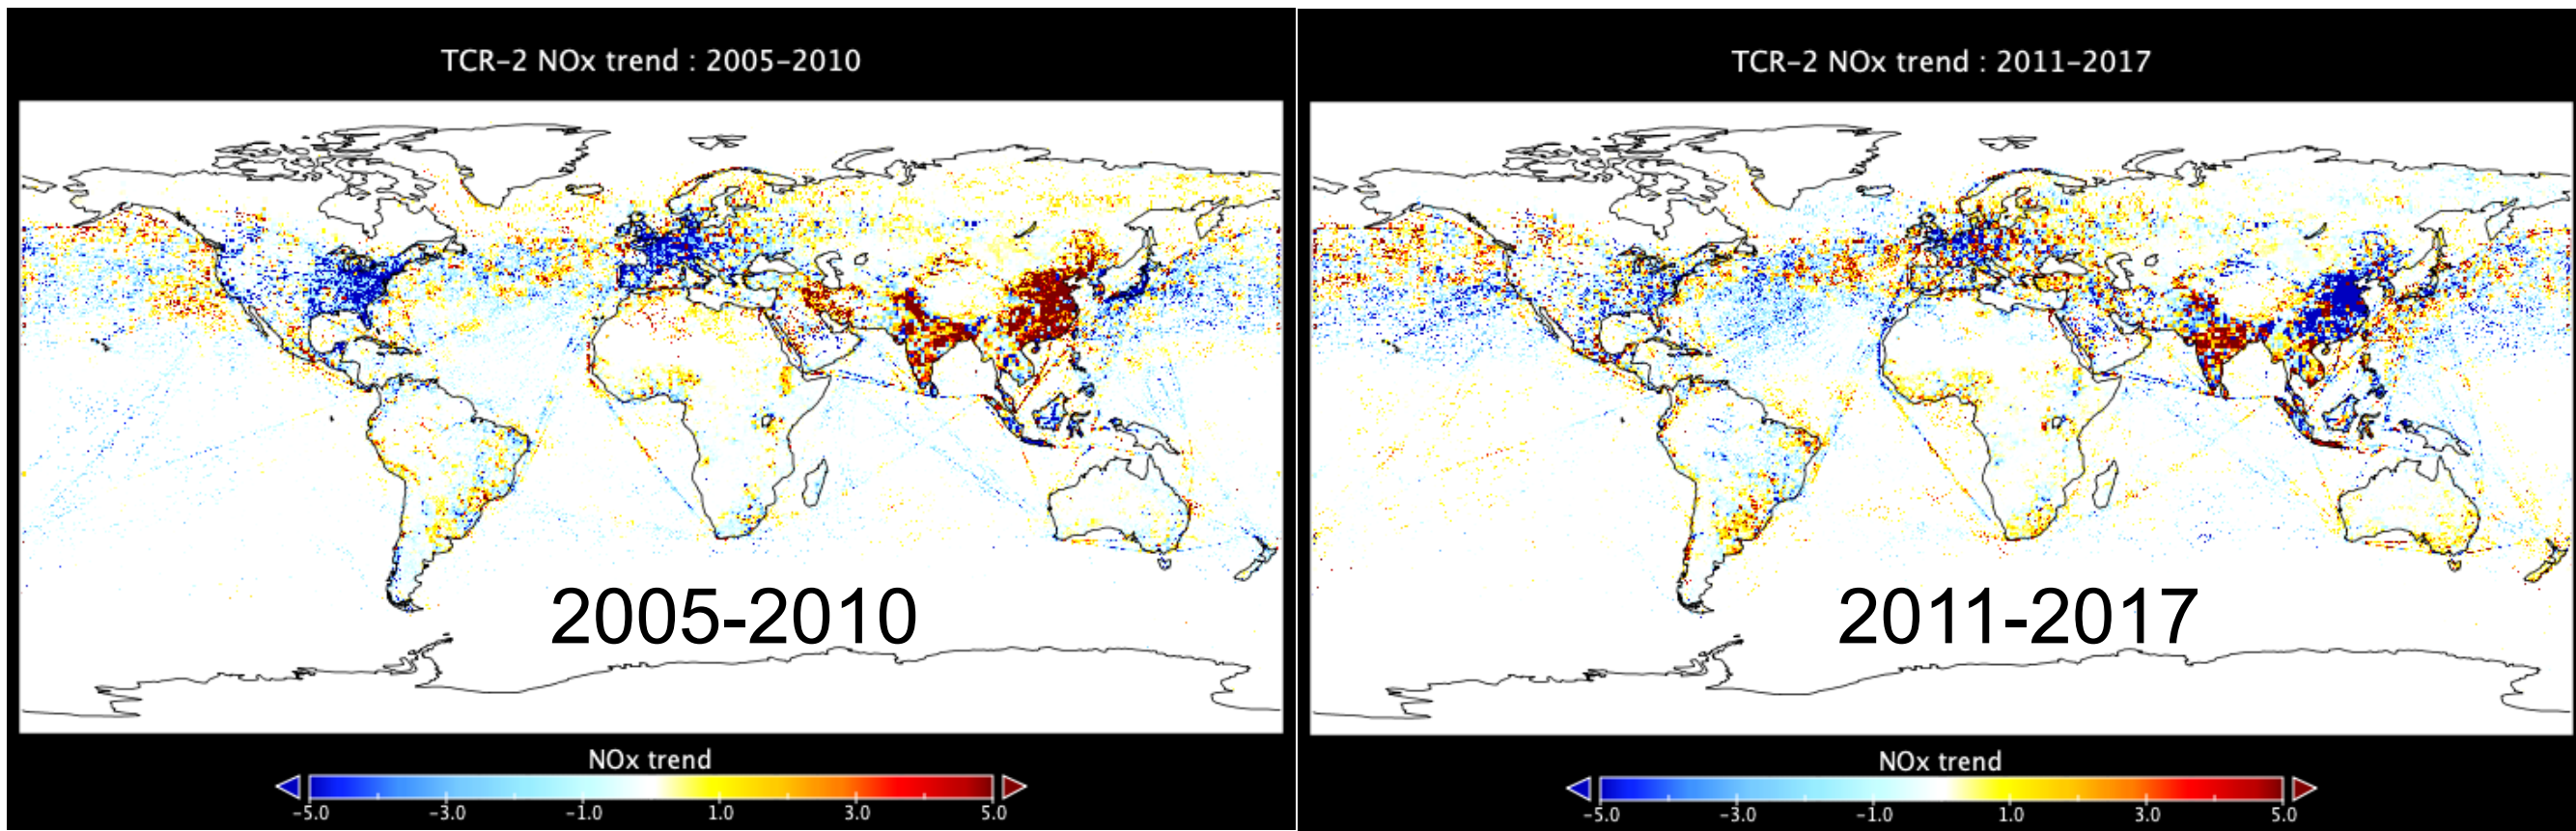 TCR-2 NOx trend : 2005-2010
2005-2010
NOx trend
-5.0 -3.0 -1.0 1.0 3.0 5.0
TCR-2 NOx trend : 2011-2017
2011-2017
NOx trend
-5.0 -3.0 -1.0 1.0 3.0 5.0